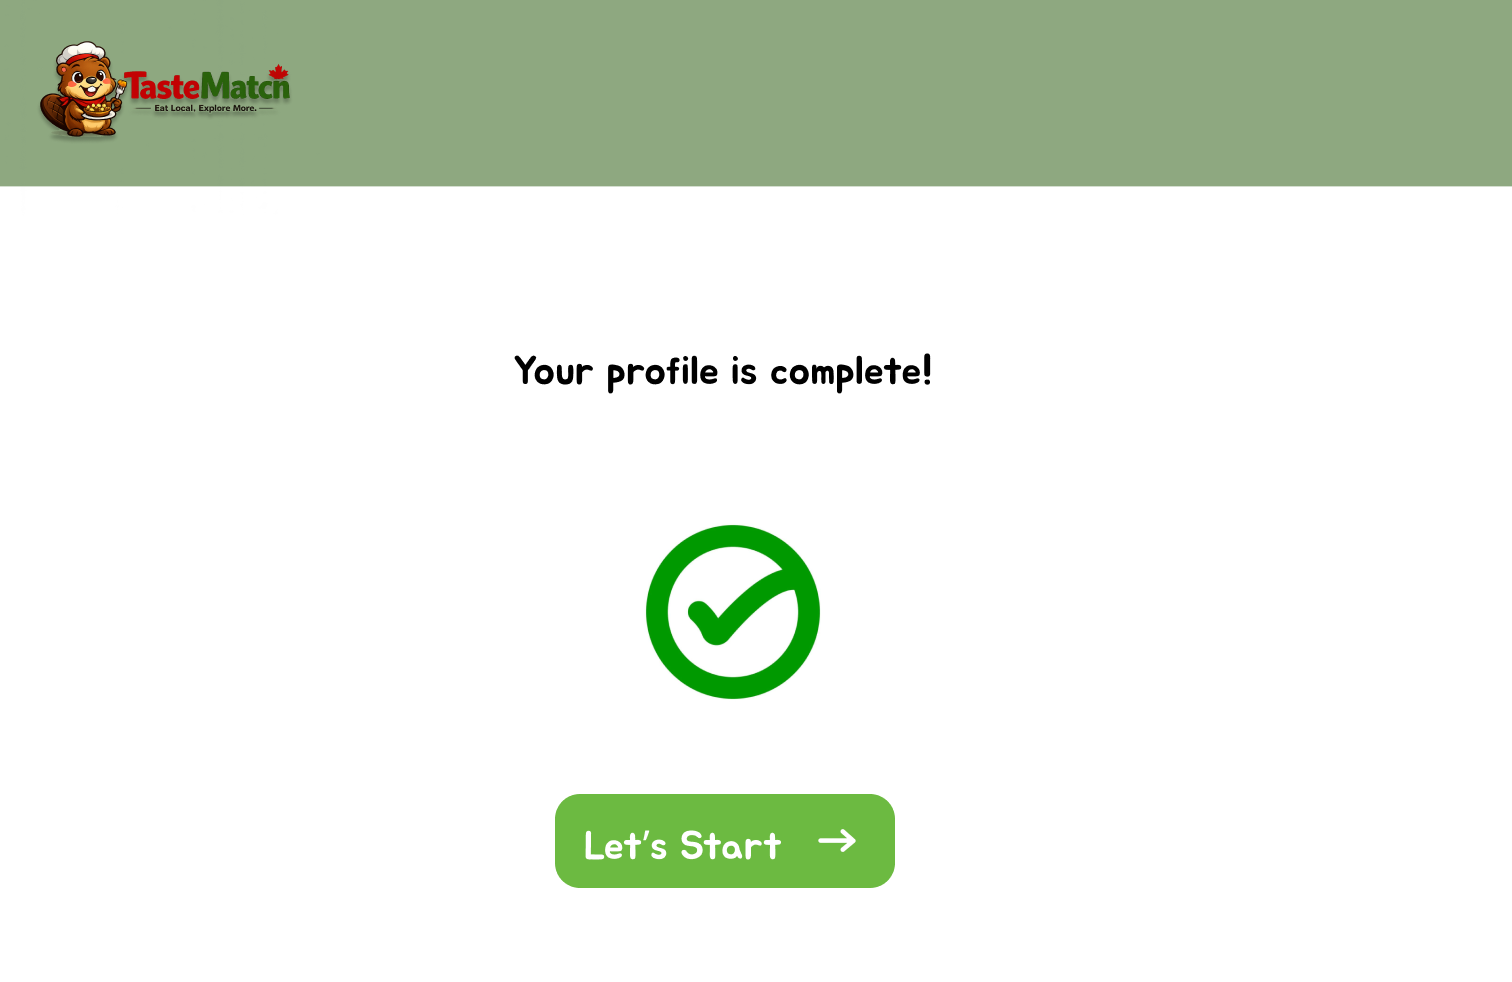 TasteMatch
Eat Local. Explore More.
Your profile is complete!
Let's Start